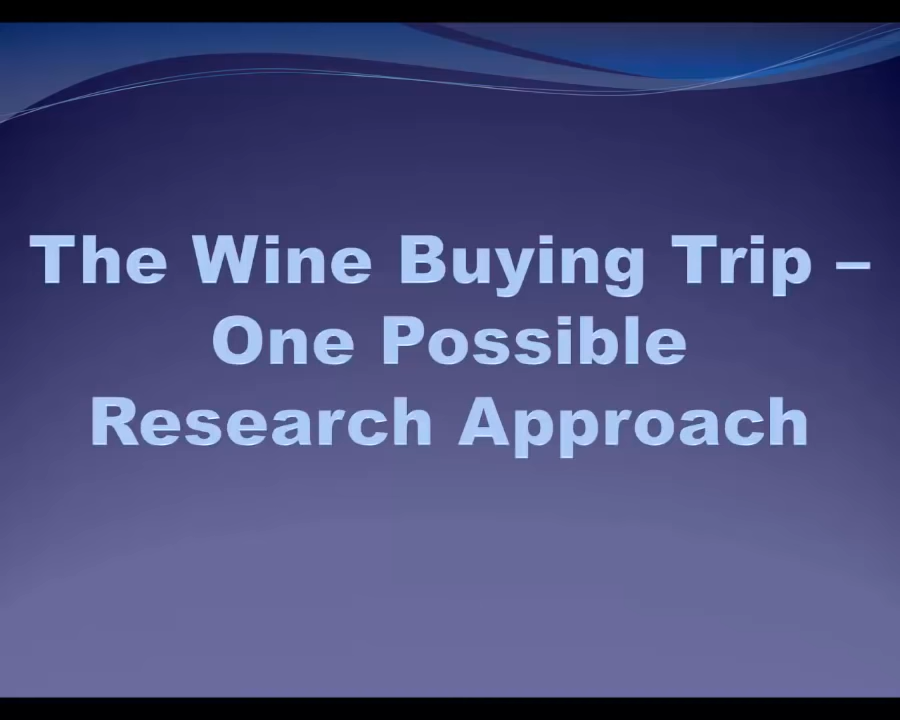 The Wine Buying Trip –
One Possible
Research Approach